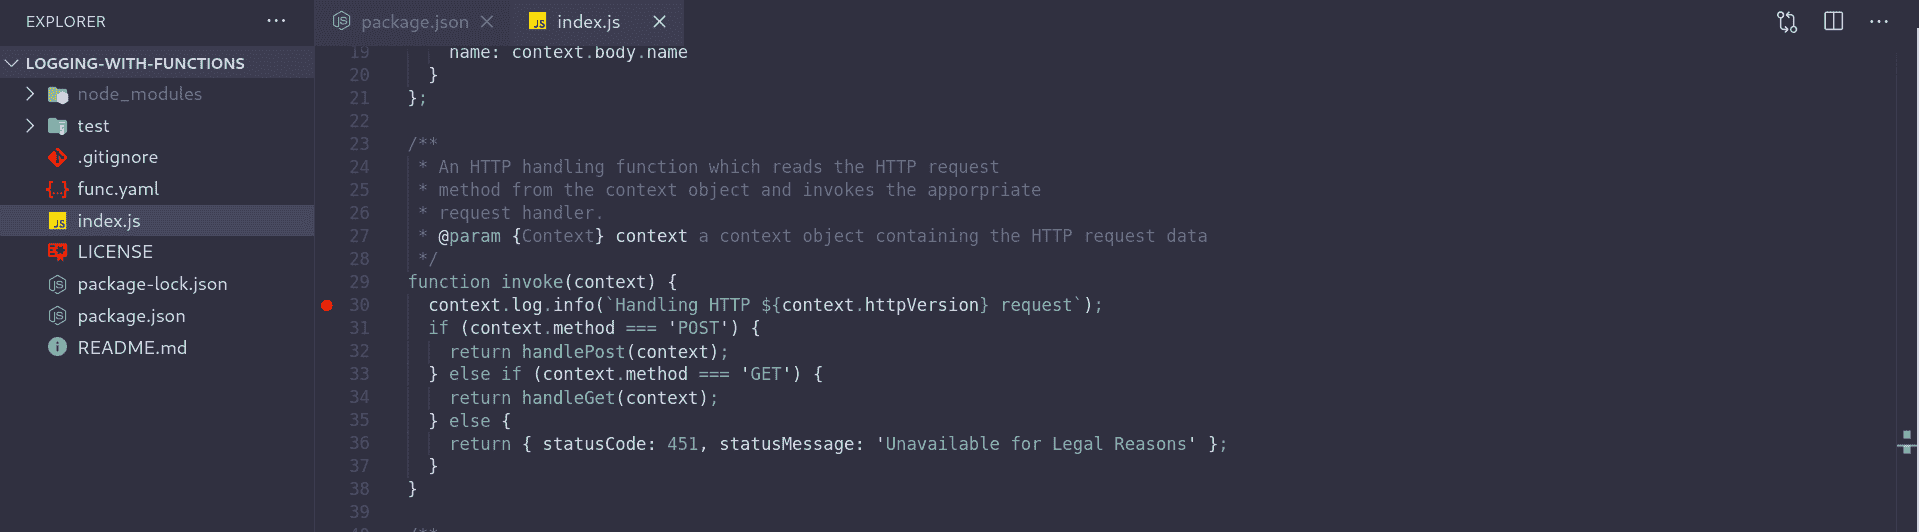 EXPLORER
LOGGING-WITH-FUNCTIONS
node_modules
test
.gitignore
func.yaml
JS index.js
LICENSE
package-lock.json
package.json
README.md
package.json
JS index.js
19 name: context.body.name
20 }
21 };
22
23 /**
24 * An HTTP handling function which reads the HTTP request
25 * method from the context object and invokes the apporpriate
26 * request handler.
27 * @param {Context} context a context object containing the HTTP request data
28 */
29 function invoke(context) {
30 context.log.info(`Handling HTTP ${context.httpVersion} request`);
31 if (context.method === 'POST') {
32 return handlePost(context);
33 } else if (context.method === 'GET') {
34 return handleGet(context);
35 } else {
36 return { statusCode: 451, statusMessage: 'Unavailable for Legal Reasons' };
37 }
38 }
39
40 /**